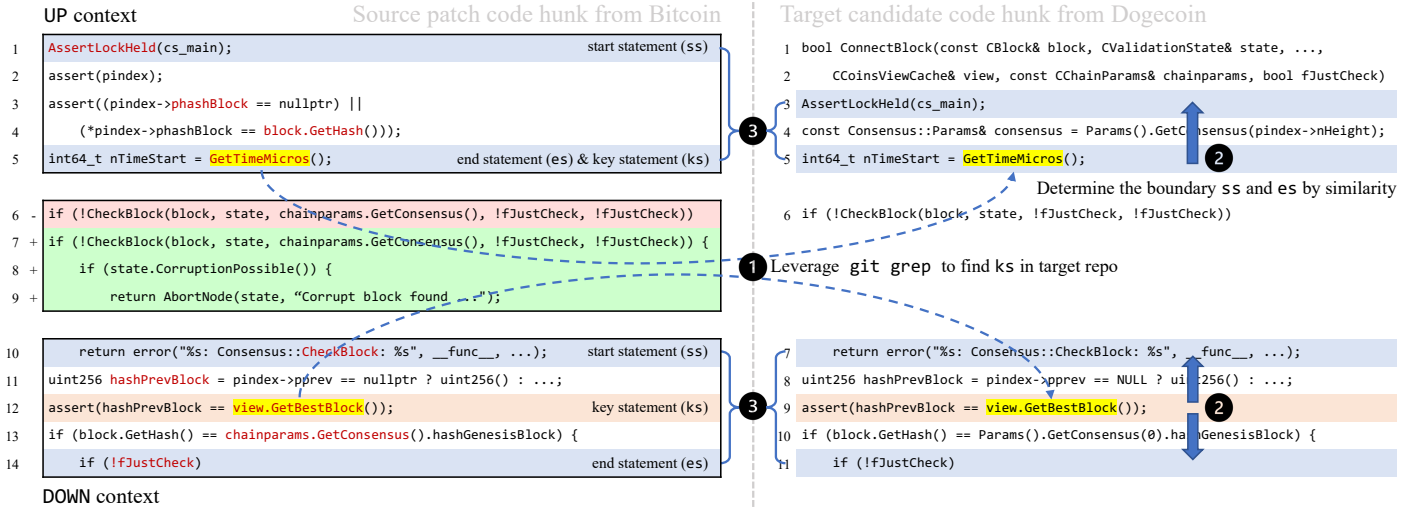 UP context
Source patch code hunk from Bitcoin
1 AssertLockHeld(cs_main); start statement (ss)
2 assert(pindex);
3 assert((pindex->phashBlock == nullptr) ||
4 (*pindex->phashBlock == block.GetHash()));
5 int64_t nTimeStart = GetTimeMicros(); end statement (es) & key statement (ks)
6 - if (!CheckBlock(block, state, chainparams.GetConsensus(), !fJustCheck, !fJustCheck))
7 + if (!CheckBlock(block, state, chainparams.GetConsensus(), !fJustCheck, !fJustCheck)) {
8 + if (state.CorruptionPossible()) {
9 + return AbortNode(state, “Corrupt block found ...");
10 return error("%s: Consensus::CheckBlock: %s", __func__, ...); start statement (ss)
11 uint256 hashPrevBlock = pindex->pprev == nullptr ? uint256() : ...;
12 assert(hashPrevBlock == view.GetBestBlock()); key statement (ks)
13 if (block.GetHash() == chainparams.GetConsensus().hashGenesisBlock) {
14 if (!fJustCheck) end statement (es)
DOWN context
3
1 Leverage git grep to find ks in target repo
3
Target candidate code hunk from Dogecoin
1 bool ConnectBlock(const CBlock& block, CValidationState& state, ...,
2 CCoinsViewCache& view, const CChainParams& chainparams, bool fJustCheck)
3 AssertLockHeld(cs_main);
4 const Consensus::Params& consensus = Params().GetConsensus(pindex->nHeight);
5 int64_t nTimeStart = GetTimeMicros();
2
Determine the boundary ss and es by similarity
6 if (!CheckBlock(block, state, !fJustCheck, !fJustCheck))
7 return error("%s: Consensus::CheckBlock: %s", __func__, ...);
8 uint256 hashPrevBlock = pindex->pprev == NULL ? uint256() : ...;
9 assert(hashPrevBlock == view.GetBestBlock());
2
10 if (block.GetHash() == Params().GetConsensus(0).hashGenesisBlock) {
11 if (!fJustCheck)